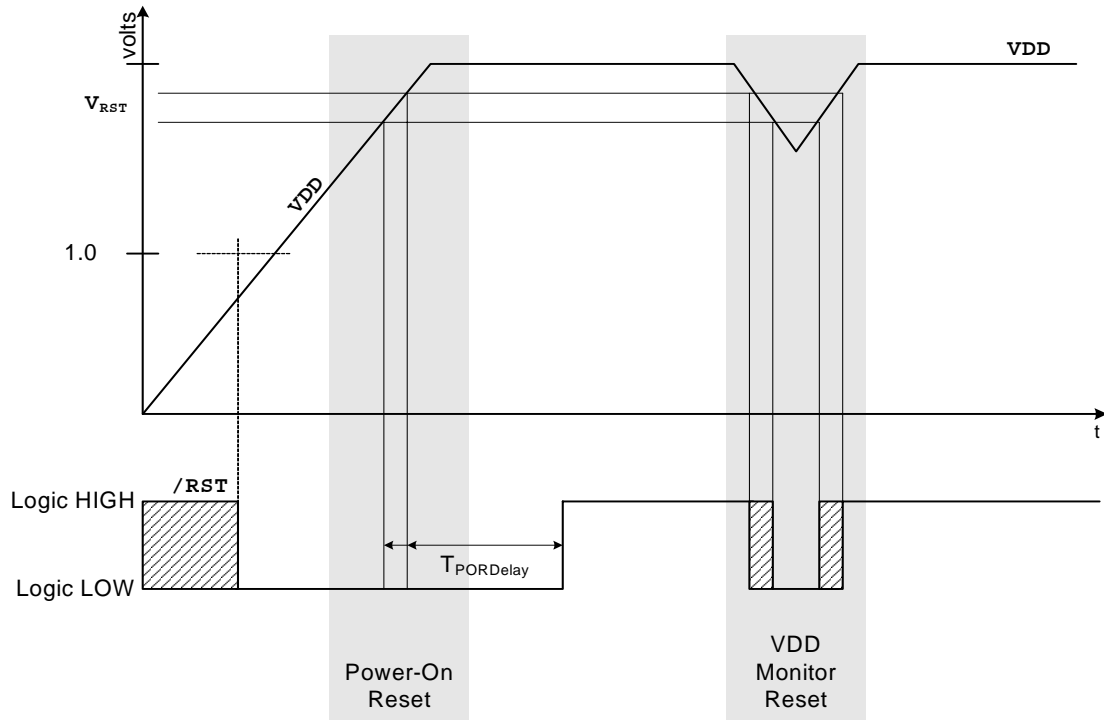 volts
VDD
VRST
VDD
1.0
t
/RST
Logic HIGH
TPORDelay
Logic LOW
Power-On
Reset
VDD
Monitor
Reset